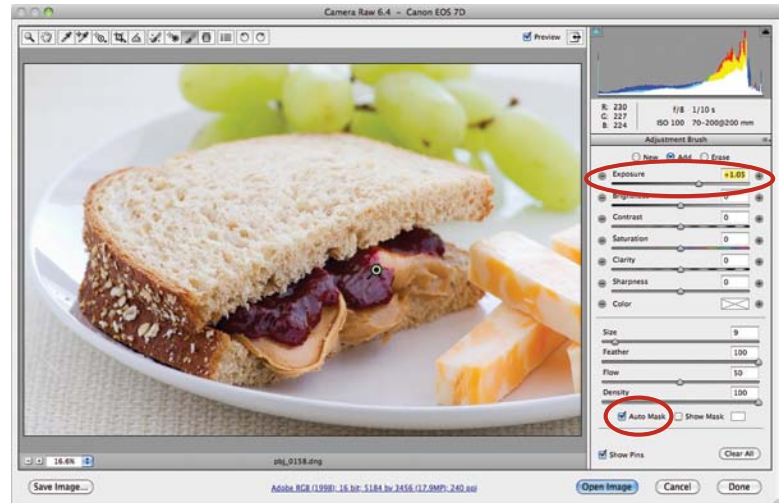 Camera Raw 6.4 – Canon EOS 7D
Preview
R: 230
G: 227
B: 224
f/8 1/10 s
ISO 100 70-200@200 mm
Adjustment Brush
New Add Erase
Exposure +1.05
Brightness 0
Contrast 0
Saturation 0
Clarity 0
Sharpness 0
Color
Size 9
Feather 100
Flow 50
Density 100
Auto Mask Show Mask
Show Pins Clear All
16.6% pbj_0158.dng
Save Image... Adobe RGB (1998); 16 bit; 5184 by 3456 (17.9MP); 240 ppi Open Image Cancel Done